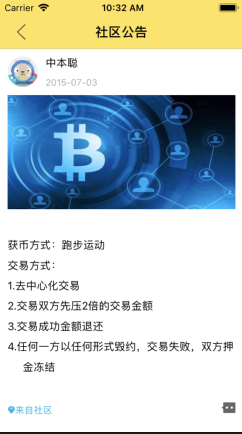 Carrier 10:32 AM
社区公告
中本聪
2015-07-03
获币方式：跑步运动
交易方式：
1.去中心化交易
2.交易双方先压2倍的交易金额
3.交易成功金额退还
4.任何一方以任何形式毁约，交易失败，双方押
金冻结
来自社区